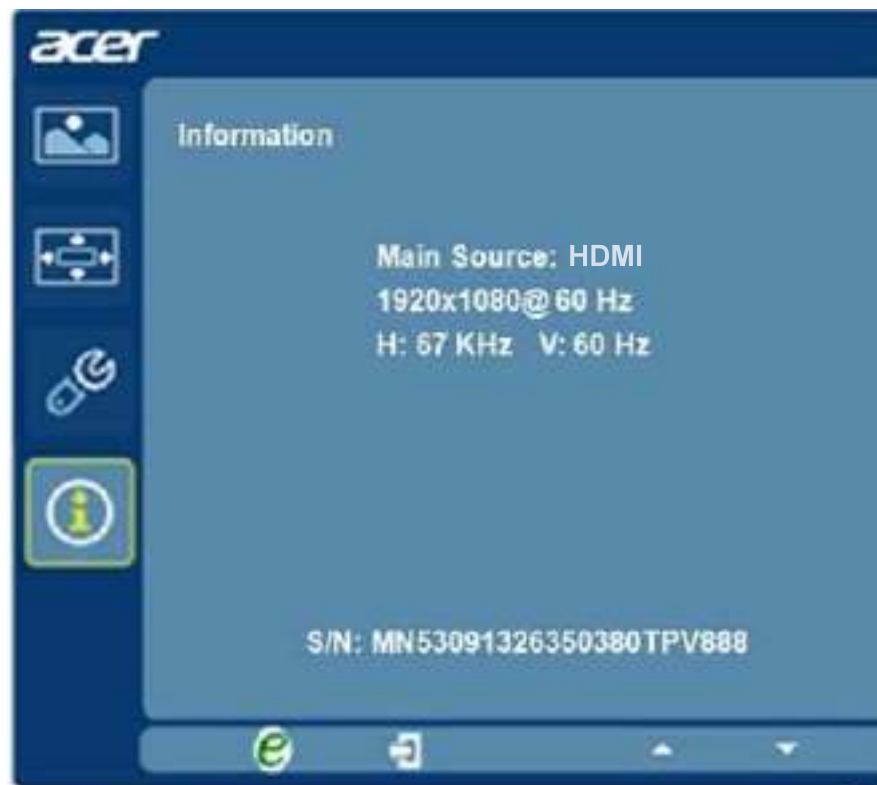 acer
Information
Main Source: HDMI
1920x1080@60 Hz
H: 67 KHz V: 60 Hz
S/N: MN53091326350380TPV888